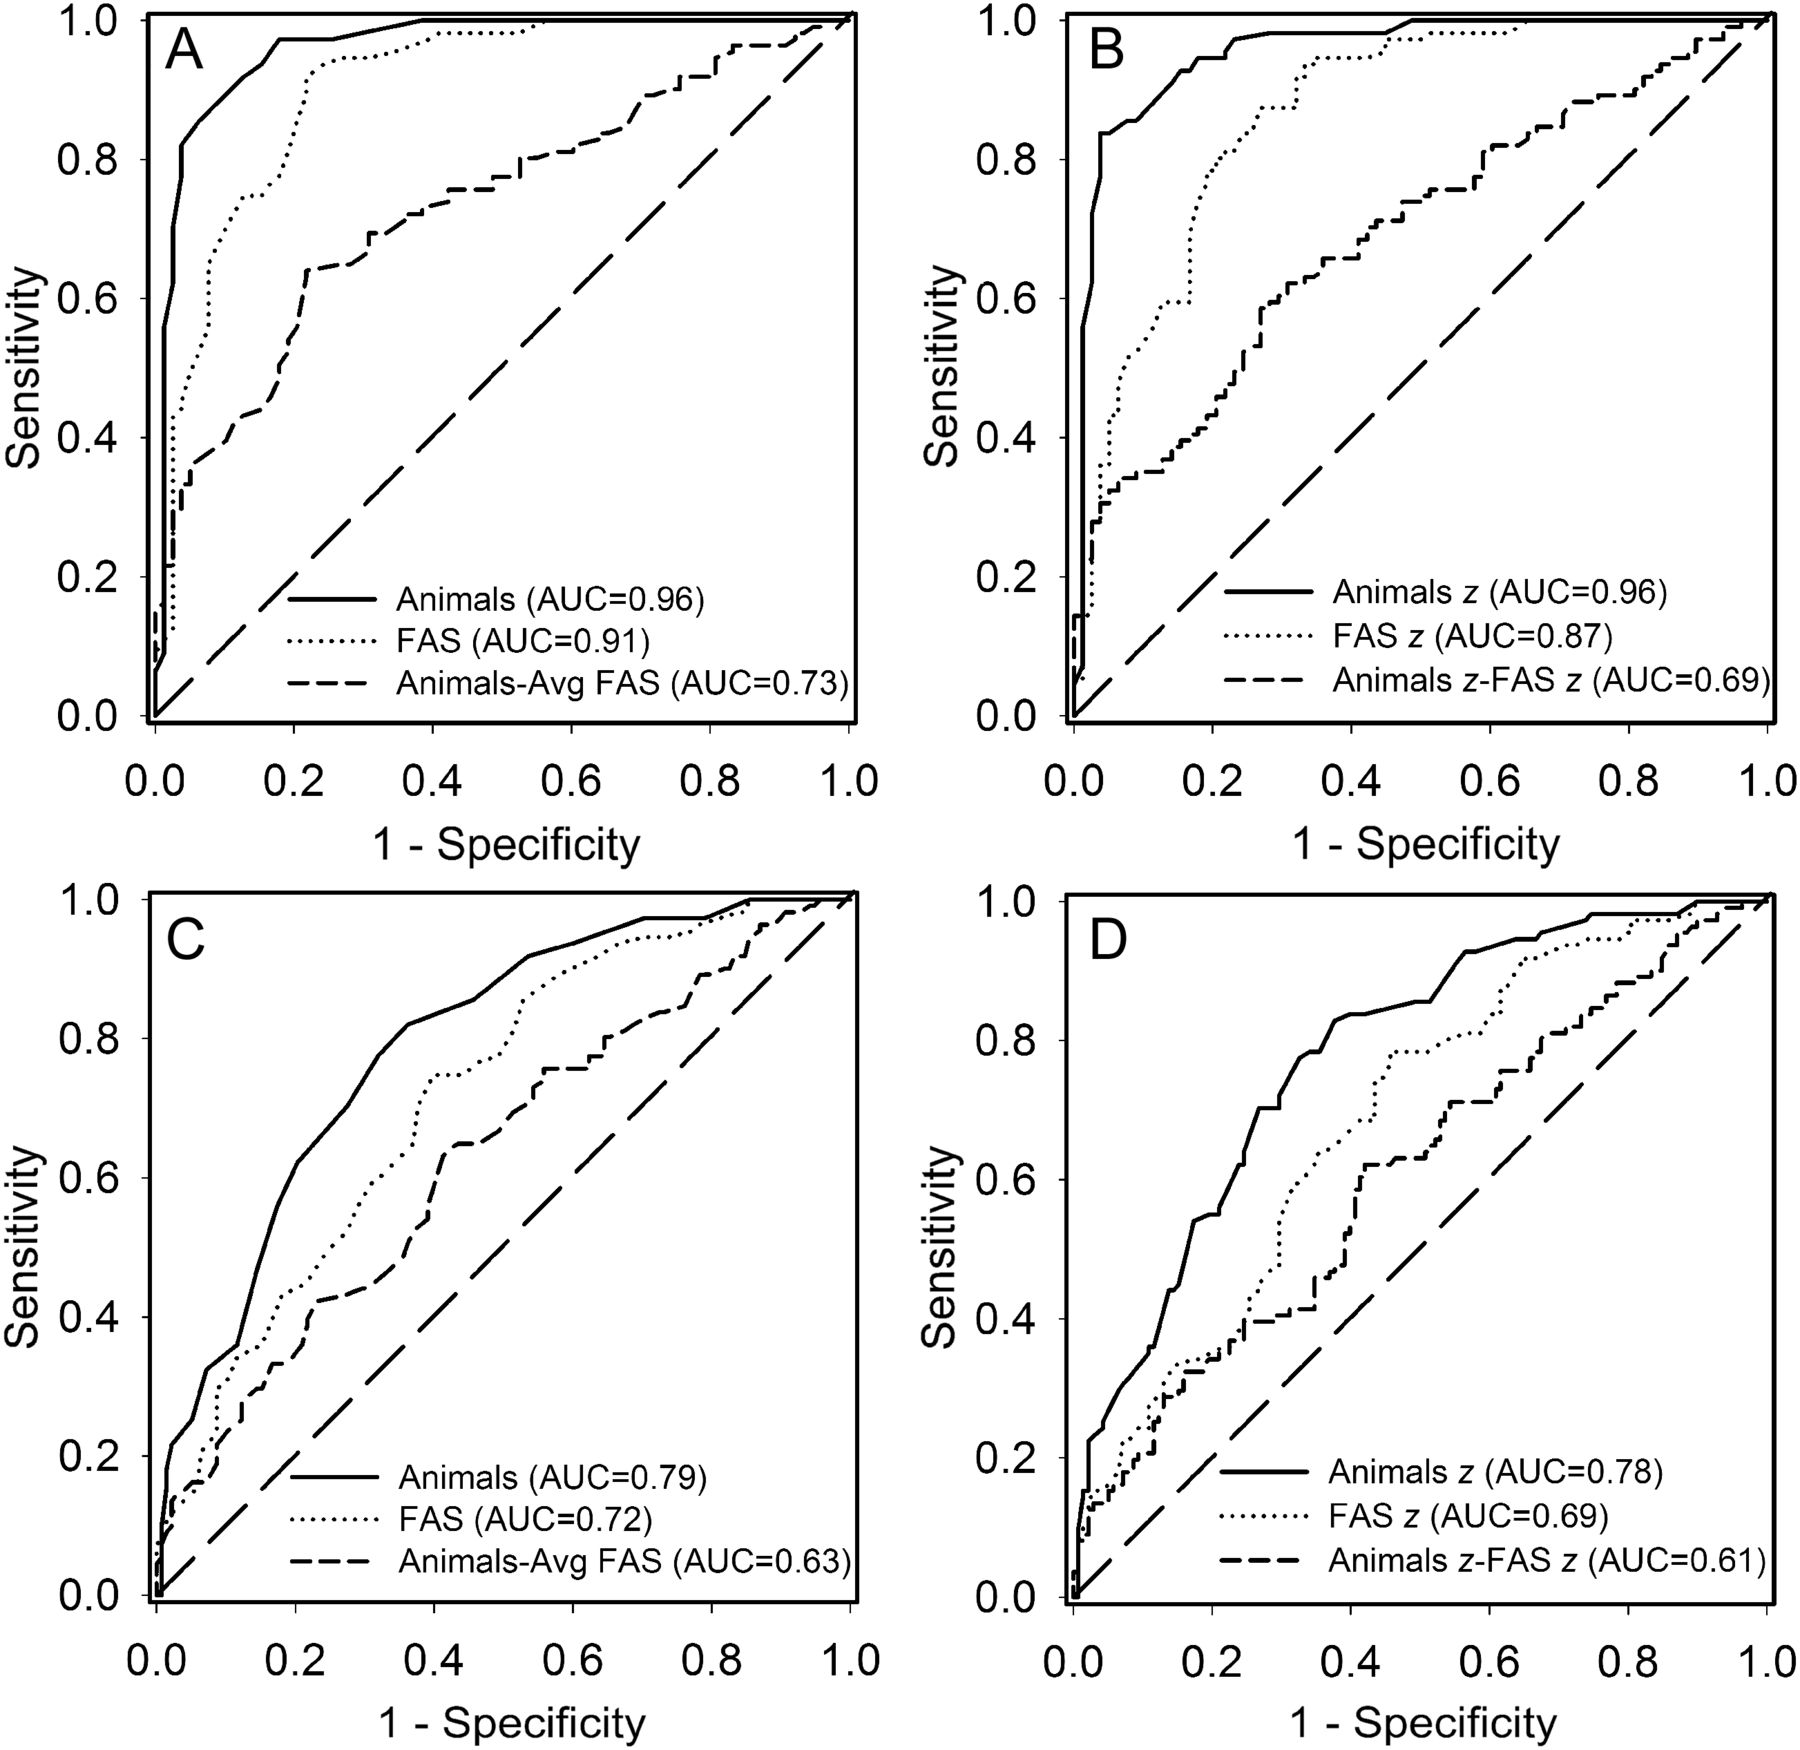 A
1.0
0.8
0.6
0.4
0.2
0.0
Sensitivity
Animals (AUC=0.96)
FAS (AUC=0.91)
Animals-Avg FAS (AUC=0.73)
0.0 0.2 0.4 0.6 0.8 1.0
1 - Specificity
B
1.0
0.8
0.6
0.4
0.2
0.0
Sensitivity
Animals z (AUC=0.96)
FAS z (AUC=0.87)
Animals z-FAS z (AUC=0.69)
0.0 0.2 0.4 0.6 0.8 1.0
1 - Specificity
C
1.0
0.8
0.6
0.4
0.2
0.0
Sensitivity
Animals (AUC=0.79)
FAS (AUC=0.72)
Animals-Avg FAS (AUC=0.63)
0.0 0.2 0.4 0.6 0.8 1.0
1 - Specificity
D
1.0
0.8
0.6
0.4
0.2
0.0
Sensitivity
Animals z (AUC=0.78)
FAS z (AUC=0.69)
Animals z-FAS z (AUC=0.61)
0.0 0.2 0.4 0.6 0.8 1.0
1 - Specificity